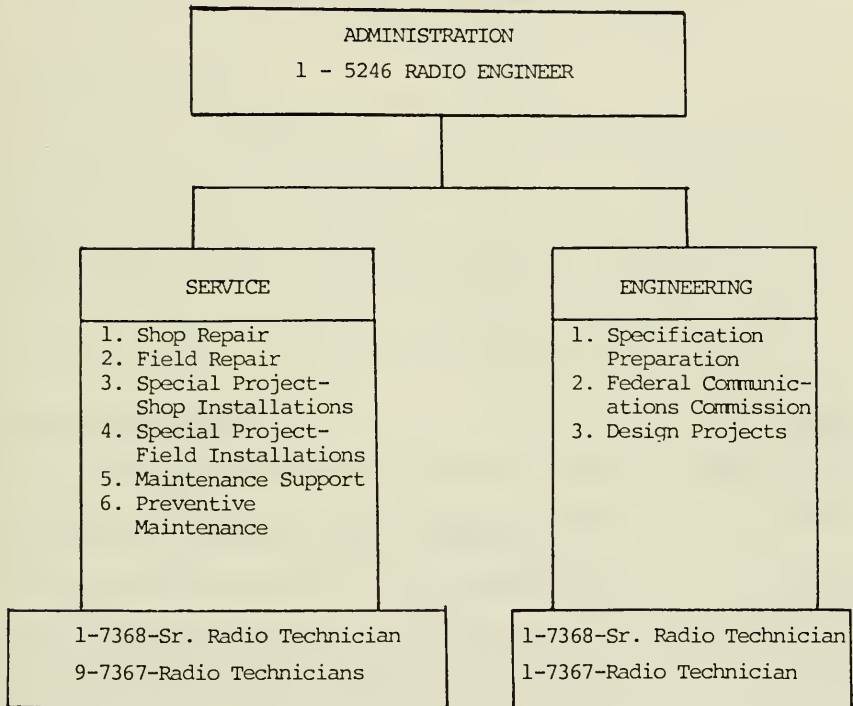 ADMINISTRATION
1 - 5246 RADIO ENGINEER
SERVICE
1. Shop Repair
2. Field Repair
3. Special Project-
Shop Installations
4. Special Project-
Field Installations
5. Maintenance Support
6. Preventive
Maintenance
1-7368-Sr. Radio Technician
9-7367-Radio Technicians
ENGINEERING
1. Specification
Preparation
2. Federal Communic-
ations Commission
3. Design Projects
1-7368-Sr. Radio Technician
1-7367-Radio Technician